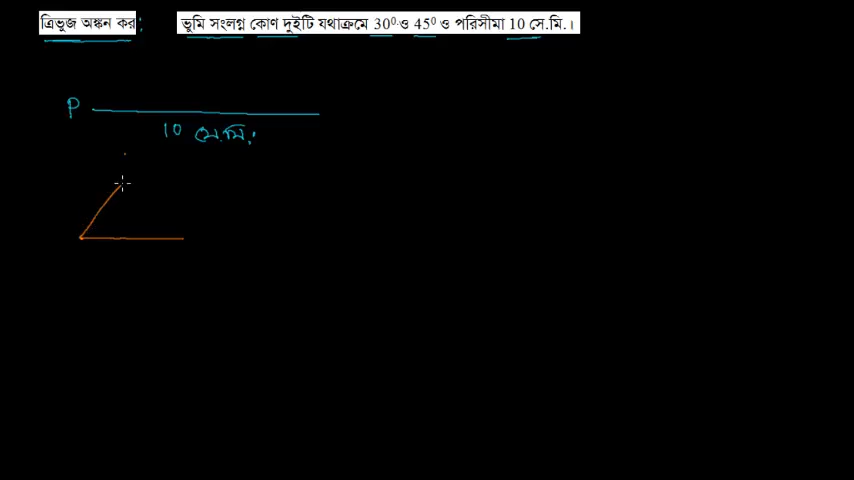 ত্রিভুজ অঙ্কন কর : ভূমি সংলগ্ন কোণ দুইটি যথাক্রমে 30⁰ ও 45⁰ ও পরিসীমা 10 সে.মি.।
P
10 সে.মি.